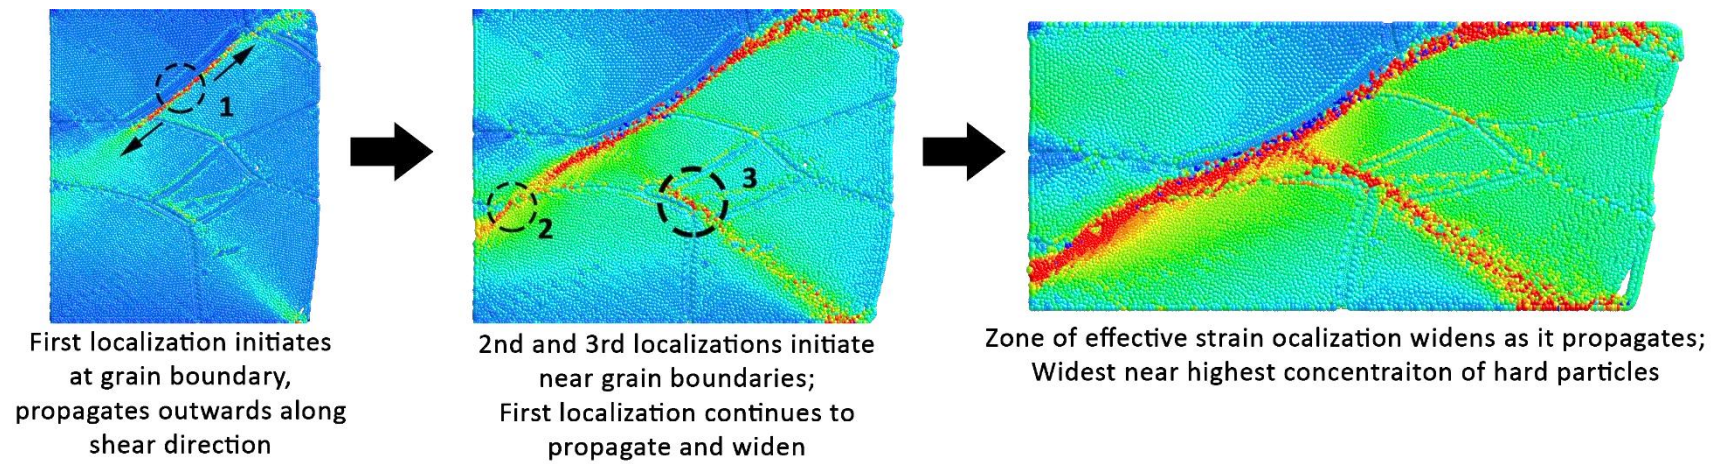 1
2
3
First localization initiates
at grain boundary,
propagates outwards along
shear direction
2nd and 3rd localizations initiate
near grain boundaries;
First localization continues to
propagate and widen
Zone of effective strain ocalization widens as it propagates;
Widest near highest concentraiton of hard particles